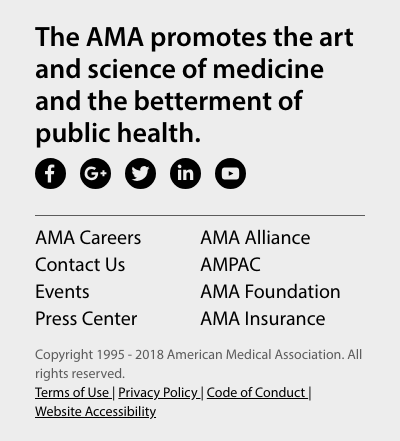 The AMA promotes the art
and science of medicine
and the betterment of
public health.
AMA Careers
AMA Alliance
Contact Us
AMPAC
Events
AMA Foundation
Press Center
AMA Insurance
Copyright 1995 - 2018 American Medical Association. All
rights reserved.
Terms of Use | Privacy Policy | Code of Conduct |
Website Accessibility